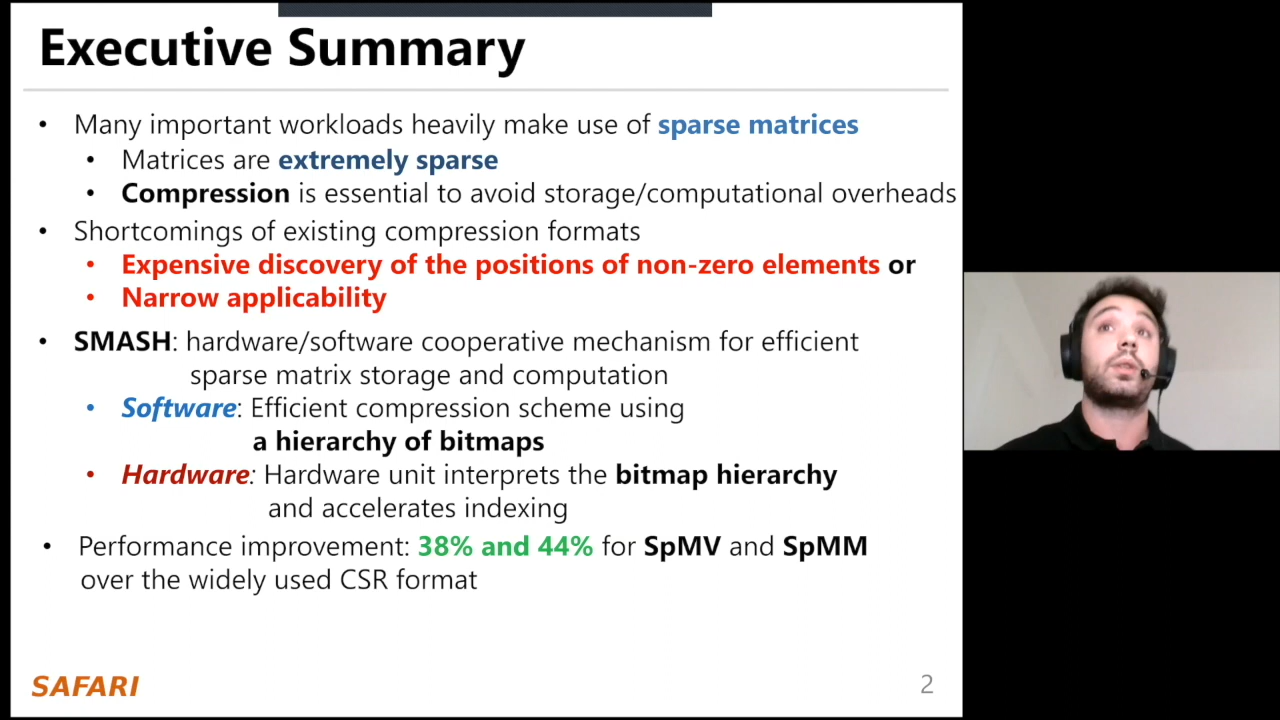 Executive Summary
• Many important workloads heavily make use of sparse matrices
• Matrices are extremely sparse
• Compression is essential to avoid storage/computational overheads
• Shortcomings of existing compression formats
• Expensive discovery of the positions of non-zero elements or
• Narrow applicability
• SMASH: hardware/software cooperative mechanism for efficient
sparse matrix storage and computation
• Software: Efficient compression scheme using
a hierarchy of bitmaps
• Hardware: Hardware unit interprets the bitmap hierarchy
and accelerates indexing
• Performance improvement: 38% and 44% for SpMV and SpMM
over the widely used CSR format
SAFARI
2